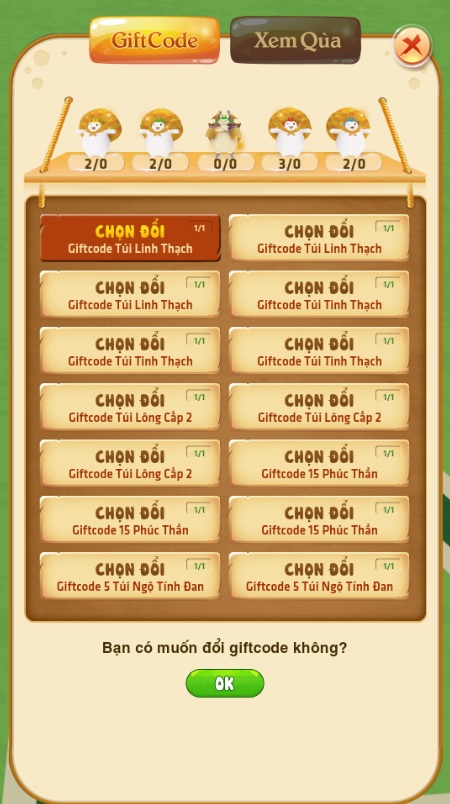 GiftCode
Xem Qùa
2/0
2/0
0/0
3/0
2/0
CHỌN ĐỔI 1/1
Giftcode Túi Linh Thạch
CHỌN ĐỔI 1/1
Giftcode Túi Linh Thạch
CHỌN ĐỔI 1/1
Giftcode Túi Linh Thạch
CHỌN ĐỔI 1/1
Giftcode Túi Tinh Thạch
CHỌN ĐỔI 1/1
Giftcode Túi Tinh Thạch
CHỌN ĐỔI 1/1
Giftcode Túi Tinh Thạch
CHỌN ĐỔI 1/1
Giftcode Túi Lông Cấp 2
CHỌN ĐỔI 1/1
Giftcode Túi Lông Cấp 2
CHỌN ĐỔI 1/1
Giftcode Túi Lông Cấp 2
CHỌN ĐỔI 1/1
Giftcode 15 Phúc Thần
CHỌN ĐỔI 1/1
Giftcode 15 Phúc Thần
CHỌN ĐỔI 1/1
Giftcode 15 Phúc Thần
CHỌN ĐỔI 1/1
Giftcode 5 Túi Ngộ Tính Đan
CHỌN ĐỔI 1/1
Giftcode 5 Túi Ngộ Tính Đan
Bạn có muốn đổi giftcode không?
OK